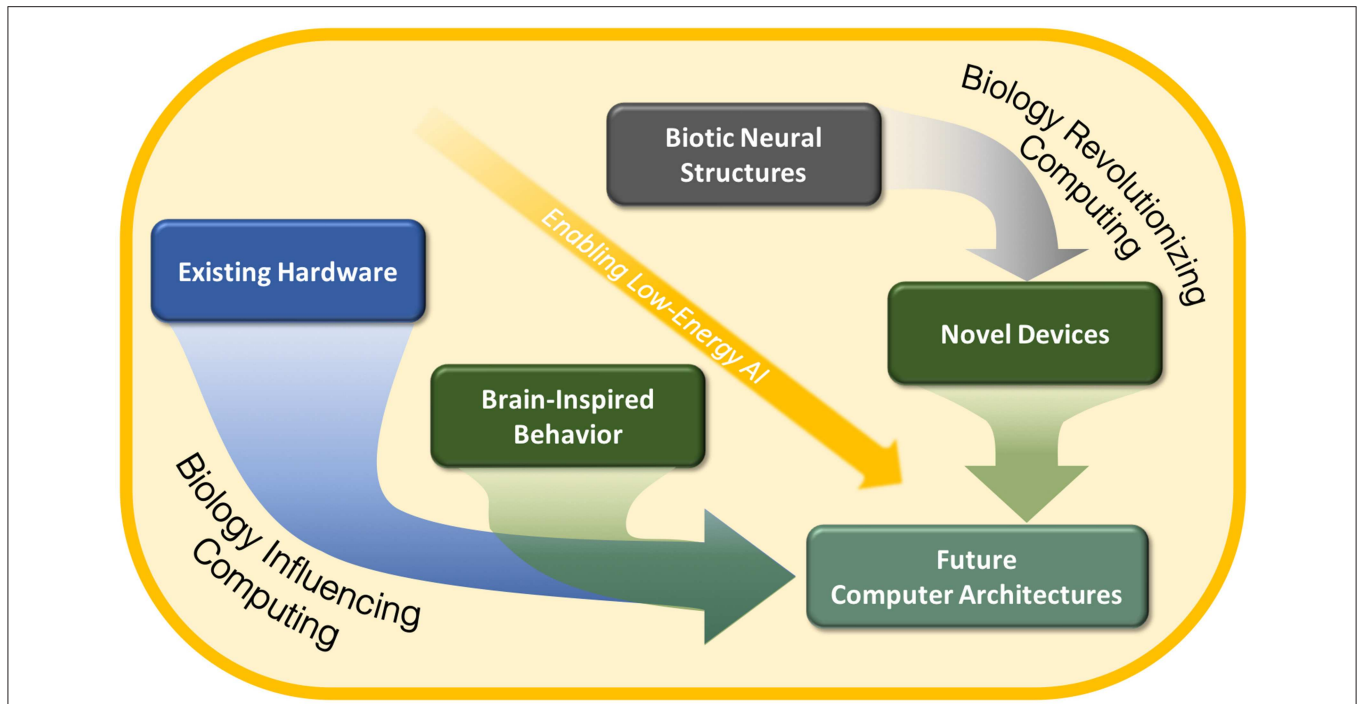 Biotic Neural
Structures
Biology Revolutionizing
Computing
Enabling Low-Energy AI
Existing Hardware
Novel Devices
Brain-Inspired
Behavior
Biology Influencing
Computing
Future
Computer Architectures